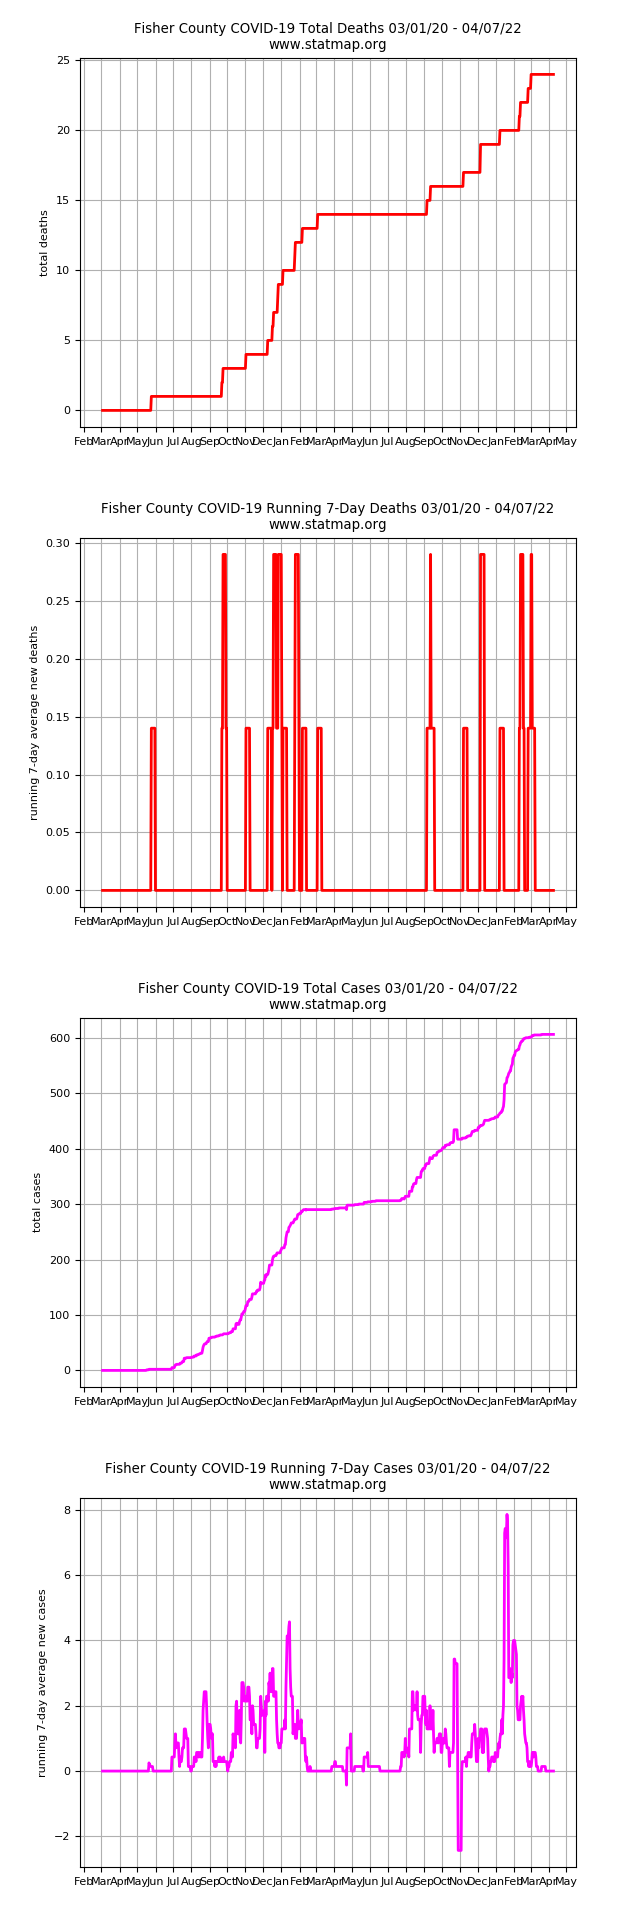 Fisher County COVID-19 Total Deaths 03/01/20 - 04/07/22
www.statmap.org
25
20
15
10
5
0
total deaths
Feb Mar Apr May Jun Jul Aug Sep Oct Nov Dec Jan Feb Mar Apr May Jun Jul Aug Sep Oct Nov Dec Jan Feb Mar Apr May
Fisher County COVID-19 Running 7-Day Deaths 03/01/20 - 04/07/22
www.statmap.org
0.30
0.25
0.20
0.15
0.10
0.05
0.00
running 7-day average new deaths
Feb Mar Apr May Jun Jul Aug Sep Oct Nov Dec Jan Feb Mar Apr May Jun Jul Aug Sep Oct Nov Dec Jan Feb Mar Apr May
Fisher County COVID-19 Total Cases 03/01/20 - 04/07/22
www.statmap.org
600
500
400
300
200
100
0
total cases
Feb Mar Apr May Jun Jul Aug Sep Oct Nov Dec Jan Feb Mar Apr May Jun Jul Aug Sep Oct Nov Dec Jan Feb Mar Apr May
Fisher County COVID-19 Running 7-Day Cases 03/01/20 - 04/07/22
www.statmap.org
8
6
4
2
0
−2
running 7-day average new cases
Feb Mar Apr May Jun Jul Aug Sep Oct Nov Dec Jan Feb Mar Apr May Jun Jul Aug Sep Oct Nov Dec Jan Feb Mar Apr May